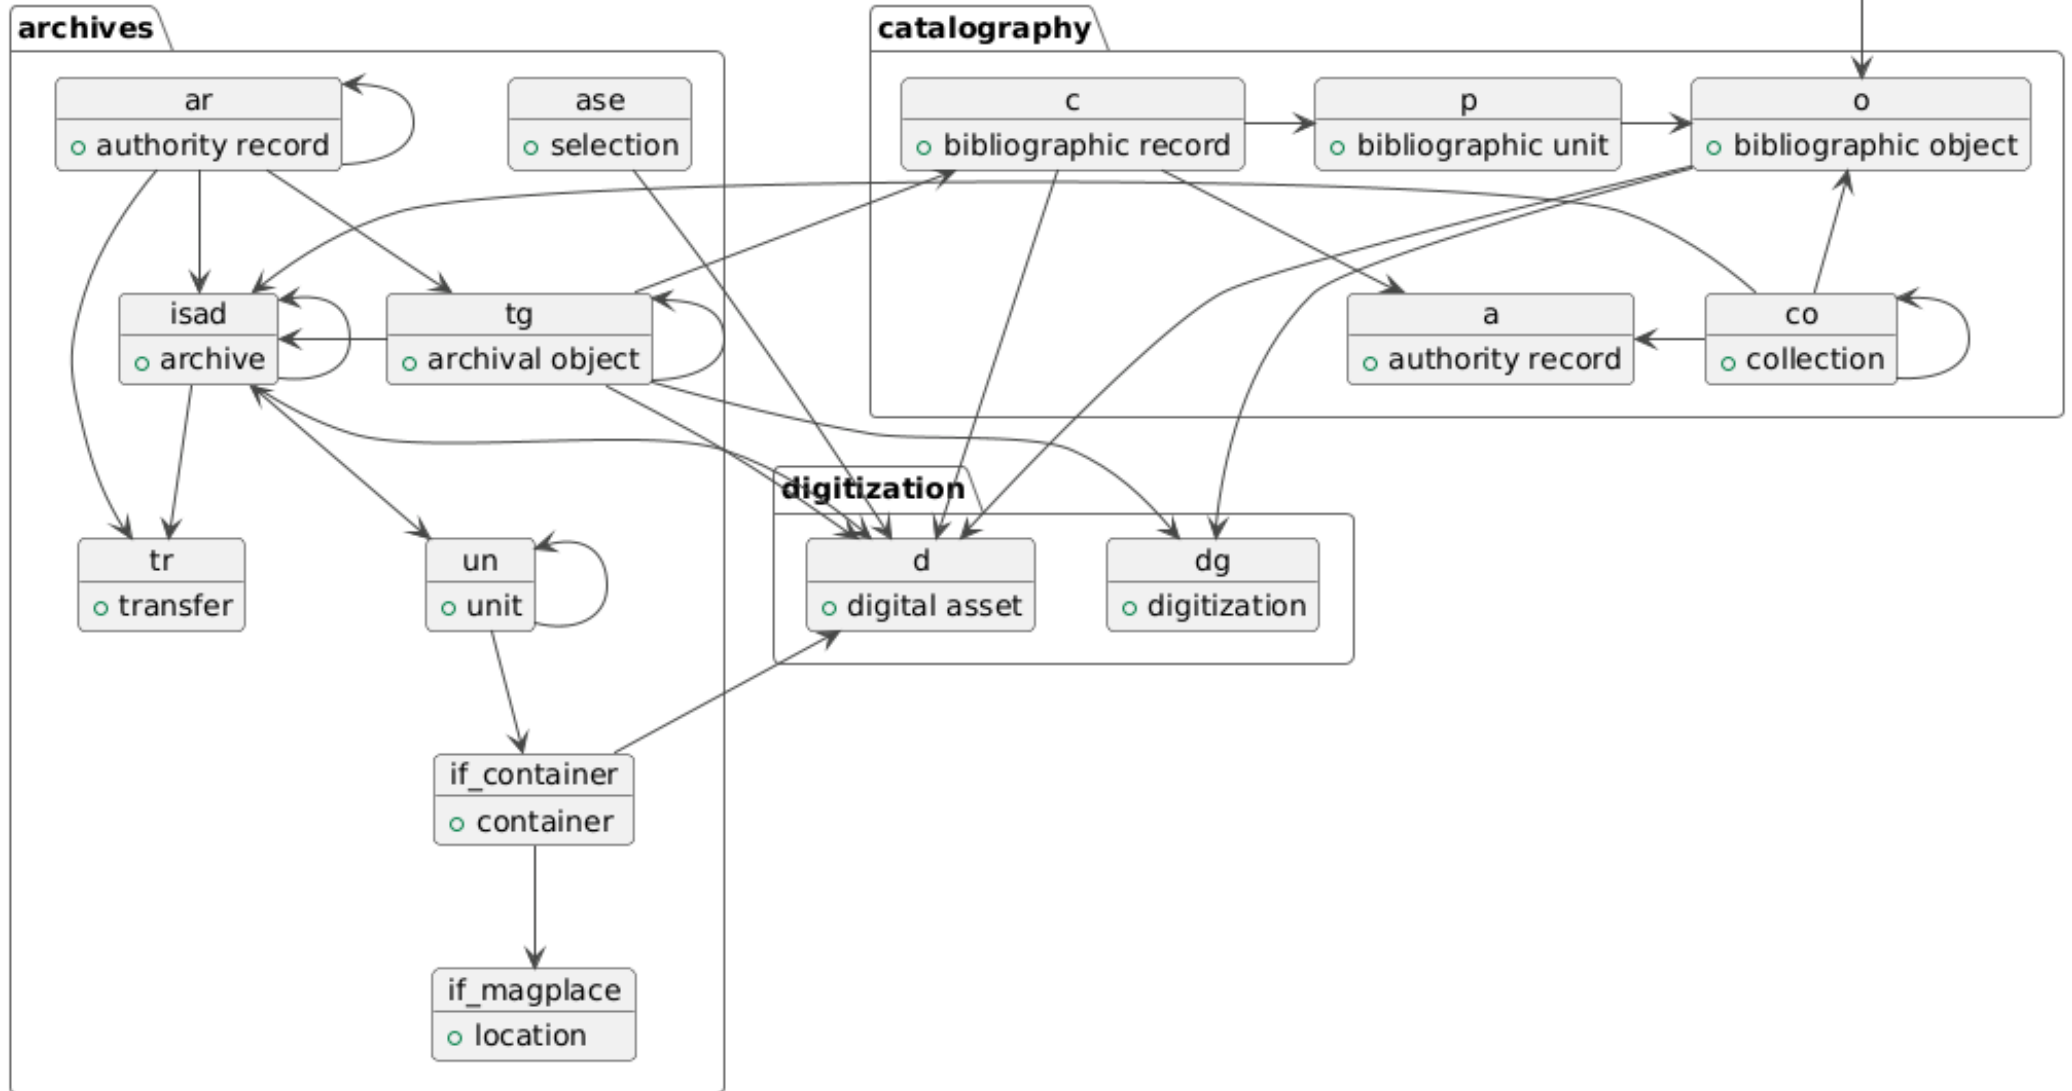 archives
catalography
ar
authority record
ase
selection
c
bibliographic record
p
bibliographic unit
o
bibliographic object
isad
archive
tg
archival object
a
authority record
co
collection
digitization
tr
transfer
un
unit
d
digital asset
dg
digitization
if_container
container
if_magplace
location